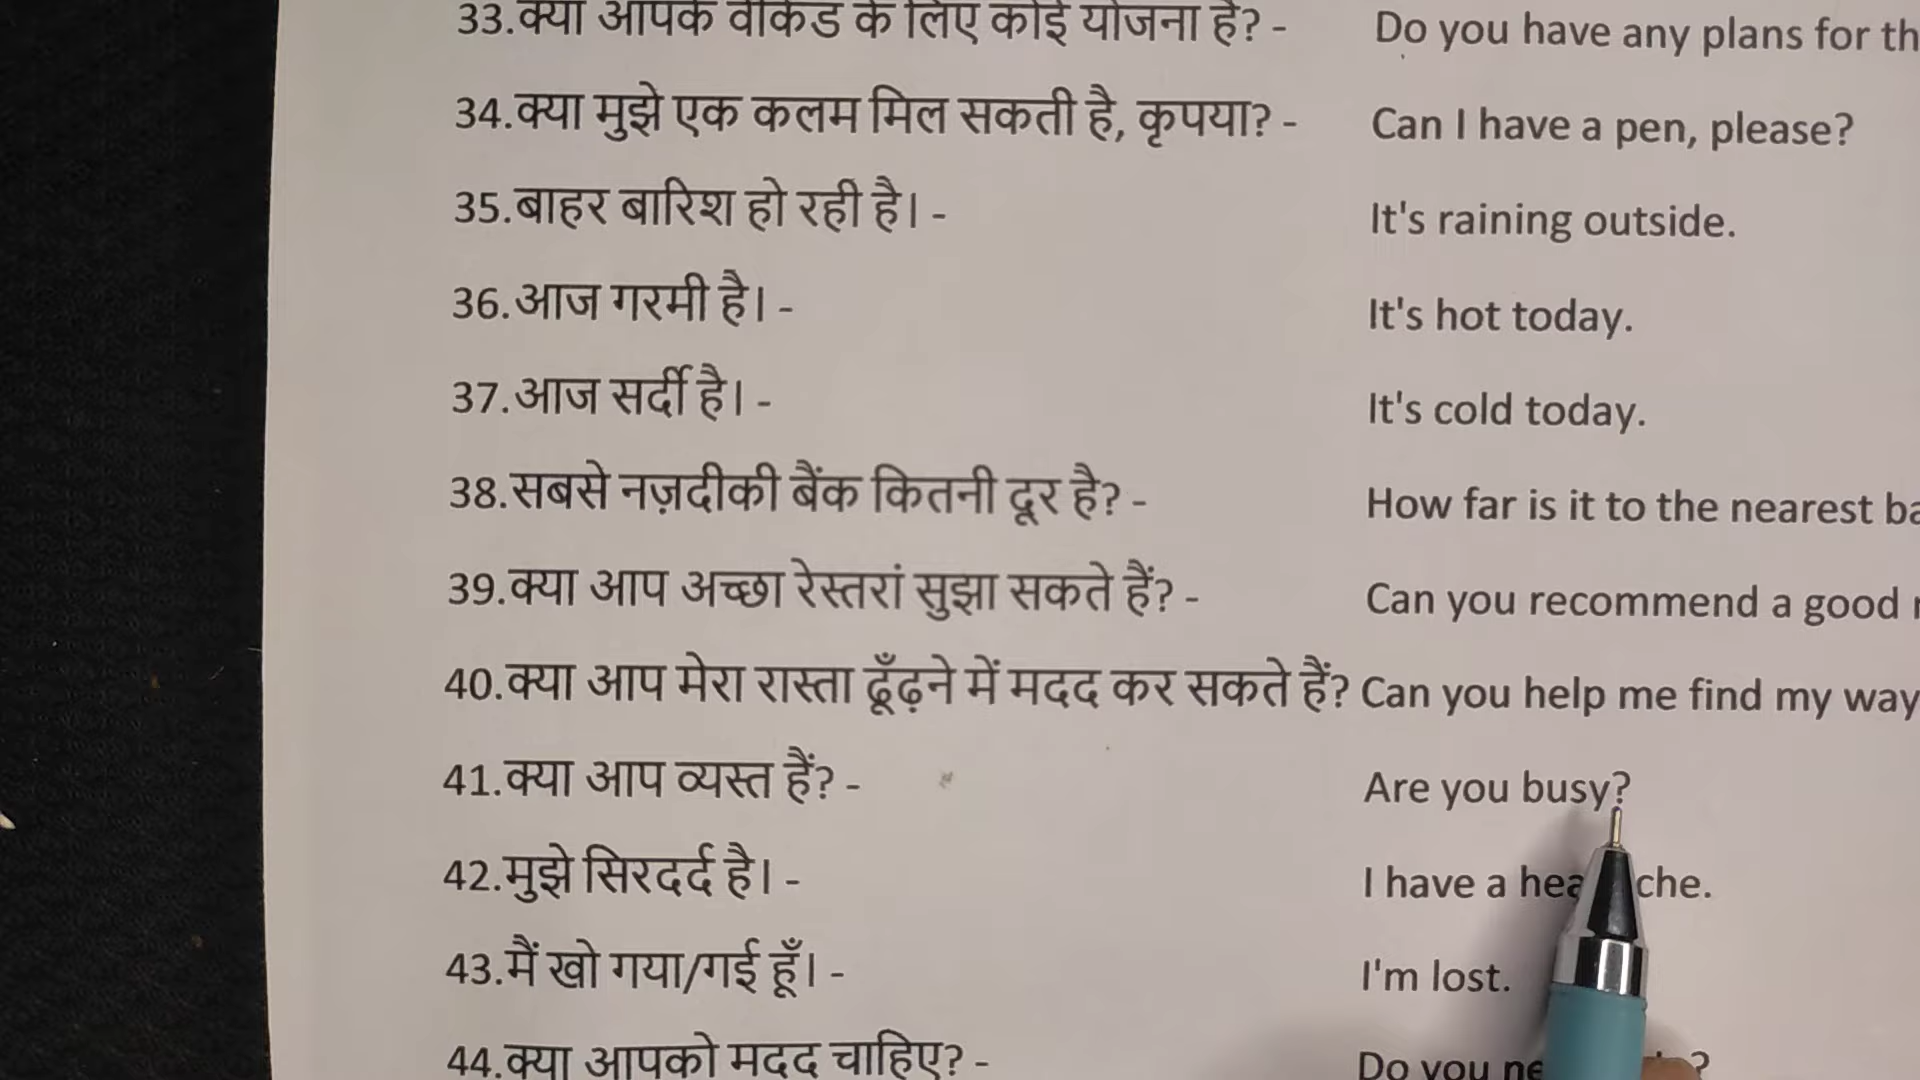 33.क्या आपके वीकेंड के लिए कोई योजना है? - Do you have any plans for
34.क्या मुझे एक कलम मिल सकती है, कृपया? - Can I have a pen, please?
35.बाहर बारिश हो रही है। - It's raining outside.
36.आज गरमी है। - It's hot today.
37.आज सर्दी है। - It's cold today.
38.सबसे नज़दीकी बैंक कितनी दूर है? - How far is it to the nearest
39.क्या आप अच्छा रेस्तरां सुझा सकते हैं? - Can you recommend a good
40.क्या आप मेरा रास्ता ढूँढ़ने में मदद कर सकते हैं? Can you help me find my way
41.क्या आप व्यस्त हैं? - Are you busy?
42.मुझे सिरदर्द है। - I have a
43.मैं खो गया/गई हूँ। - I'm lost.
44.क्या आपको मदद चाहिए? - Do you